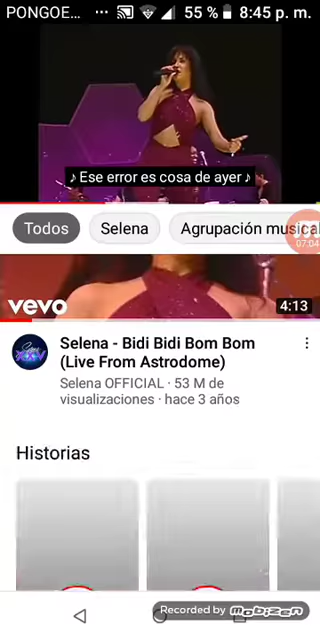 PONGOE... ... 55 % 8:45 p. m.
♪ Ese error es cosa de ayer ♪
Todos
Selena
Agrupación musical
07:04
vevo
4:13
Selena - Bidi Bidi Bom Bom
(Live From Astrodome)
Selena OFFICIAL · 53 M de
visualizaciones · hace 3 años
Historias
Recorded by mobizen